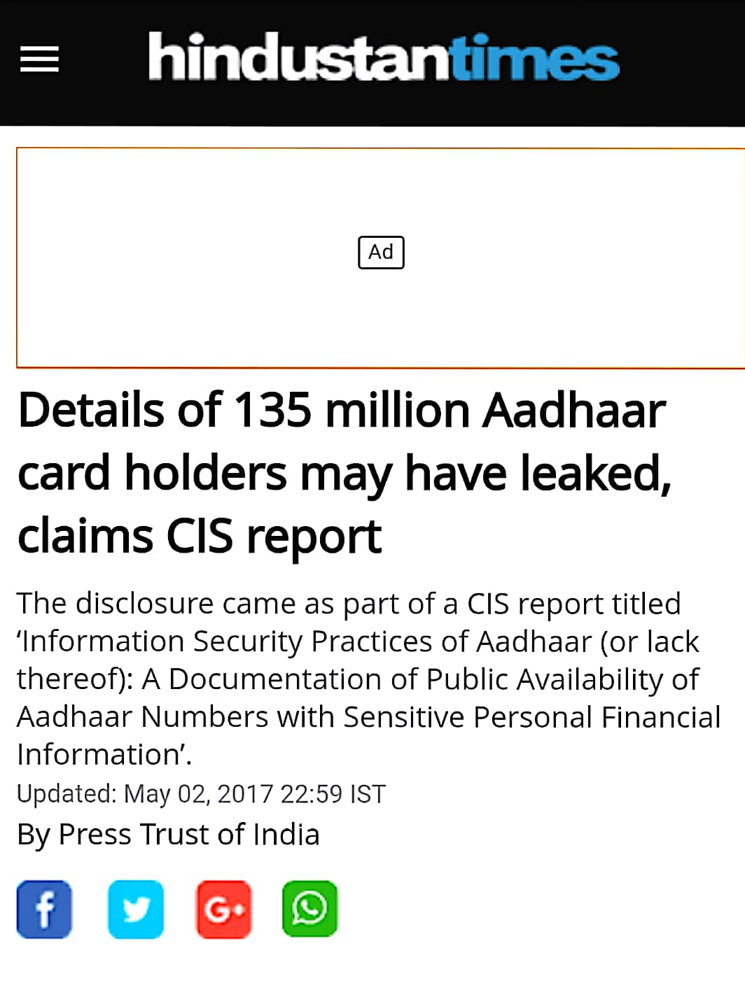 hindustantimes
Ad
Details of 135 million Aadhaar
card holders may have leaked,
claims CIS report
The disclosure came as part of a CIS report titled
‘Information Security Practices of Aadhaar (or lack
thereof): A Documentation of Public Availability of
Aadhaar Numbers with Sensitive Personal Financial
Information’.
Updated: May 02, 2017 22:59 IST
By Press Trust of India